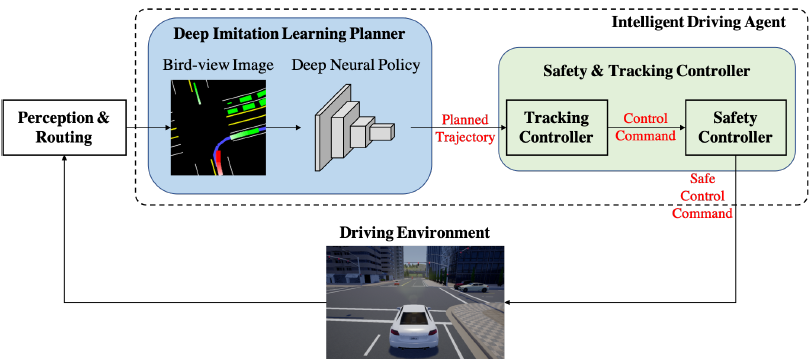 Intelligent Driving Agent
Deep Imitation Learning Planner
Bird-view Image
Deep Neural Policy
Safety & Tracking Controller
Perception &
Routing
Planned
Trajectory
Tracking
Controller
Control
Command
Safety
Controller
Safe
Control
Command
Driving Environment